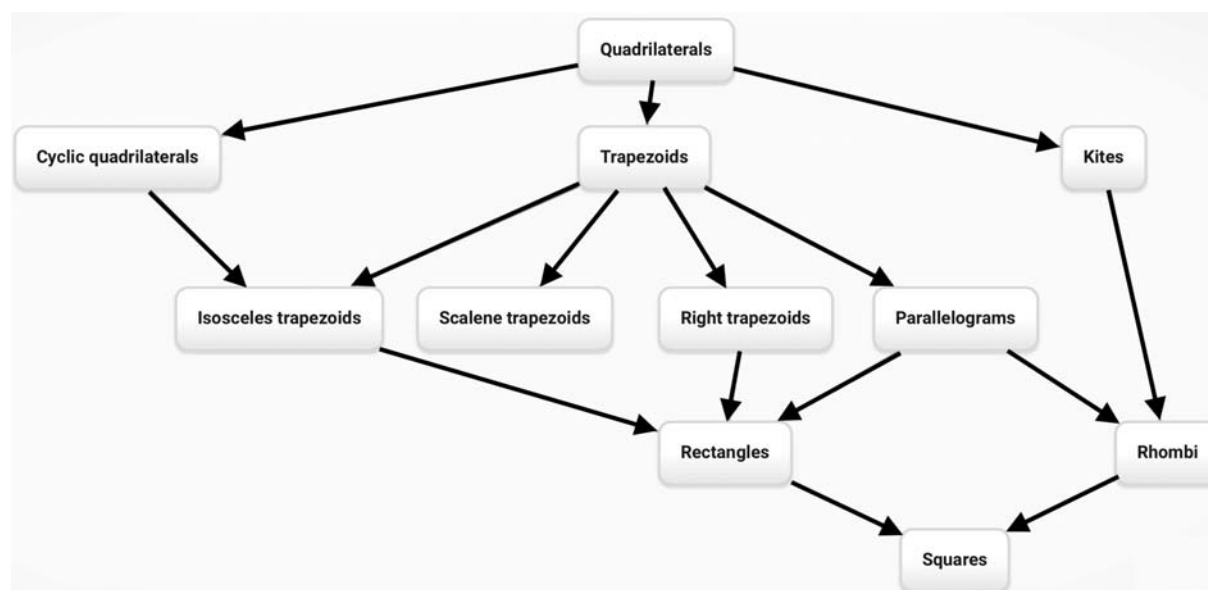 Quadrilaterals
Cyclic quadrilaterals
Trapezoids
Kites
Isosceles trapezoids
Scalene trapezoids
Right trapezoids
Parallelograms
Rectangles
Rhombi
Squares